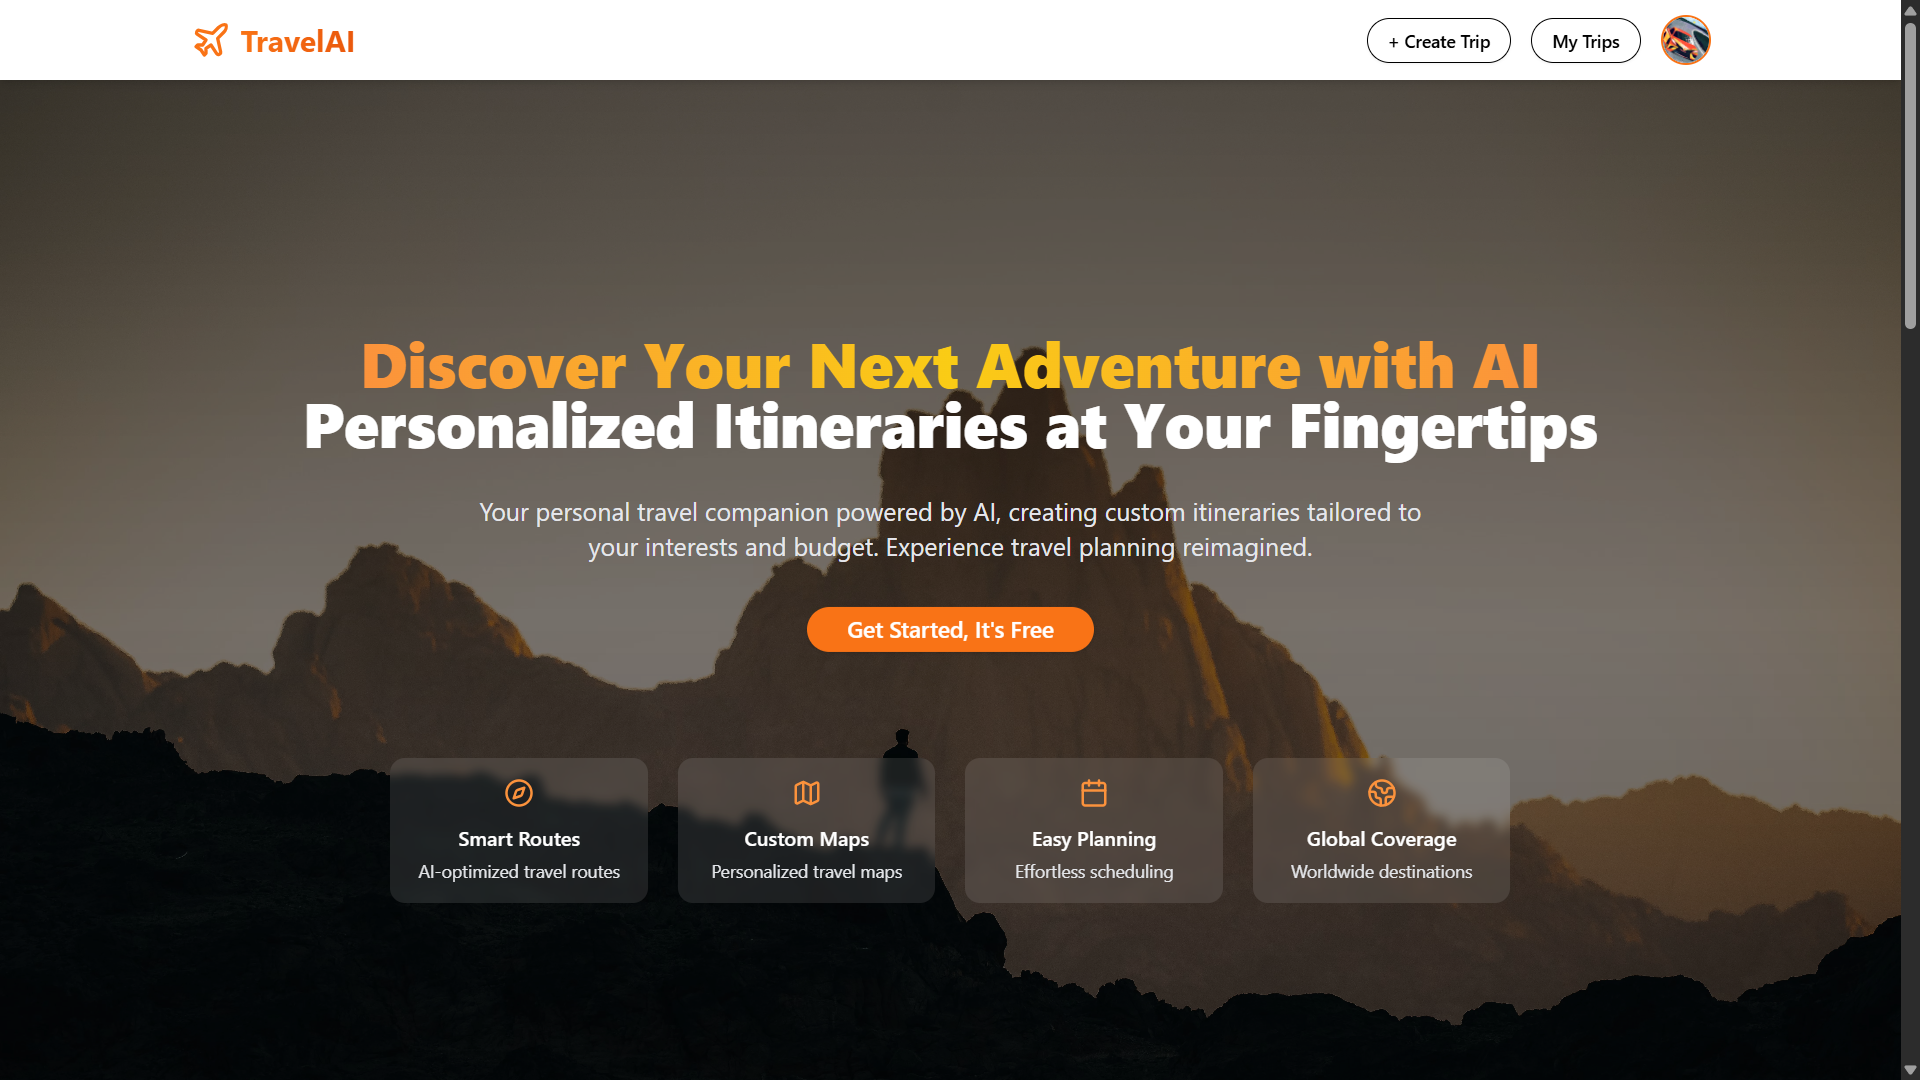 TravelAI
+ Create Trip
My Trips
Discover Your Next Adventure with AI
Personalized Itineraries at Your Fingertips
Your personal travel companion powered by AI, creating custom itineraries tailored to
your interests and budget. Experience travel planning reimagined.
Get Started, It's Free
Smart Routes
AI-optimized travel routes
Custom Maps
Personalized travel maps
Easy Planning
Effortless scheduling
Global Coverage
Worldwide destinations